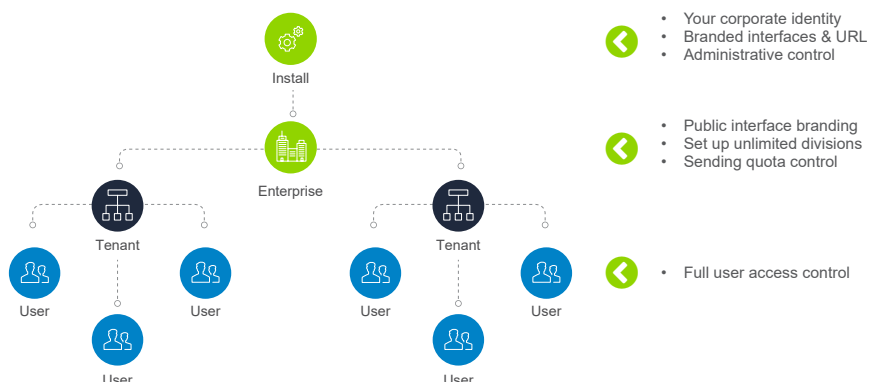 Install
• Your corporate identity
• Branded interfaces & URL
• Administrative control
Enterprise
• Public interface branding
• Set up unlimited divisions
• Sending quota control
Tenant
Tenant
• Full user access control
User
User
User
User
User
User